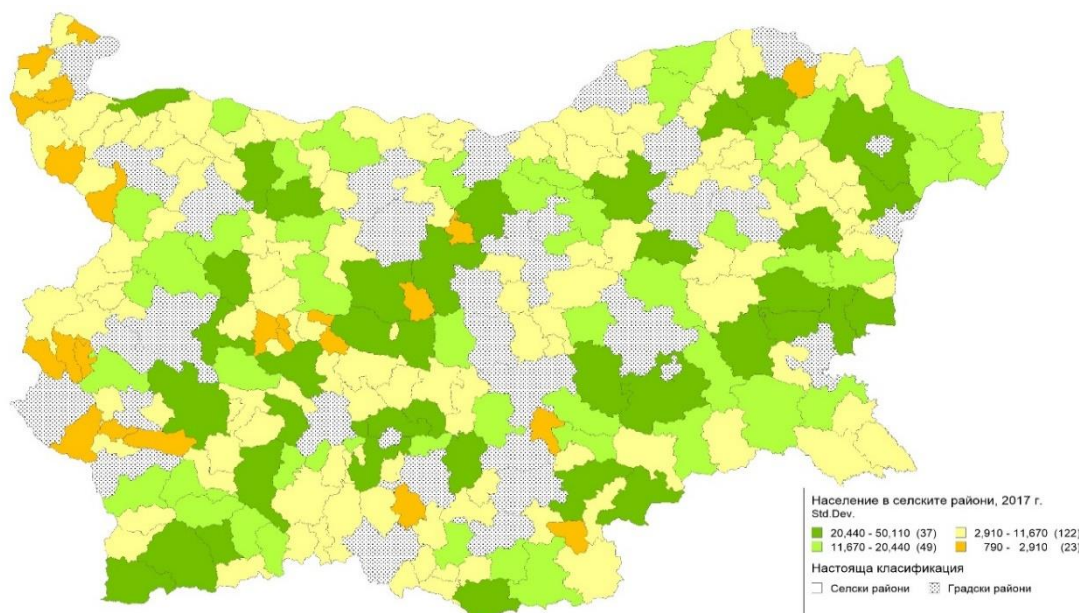 Население в селските райони, 2017 г.
Std.Dev.
20,440 - 50,110 (37) 2,910 - 11,670 (122)
11,670 - 20,440 (49) 790 - 2,910 (23)
Настояща класификация
Селски райони Градски райони